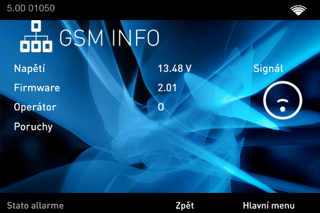 5.00 01050
GSM INFO
Napětí 13.48 V Signál
Firmware 2.01
Operátor O
Poruchy
Stato allarme Zpět Hlavní menu